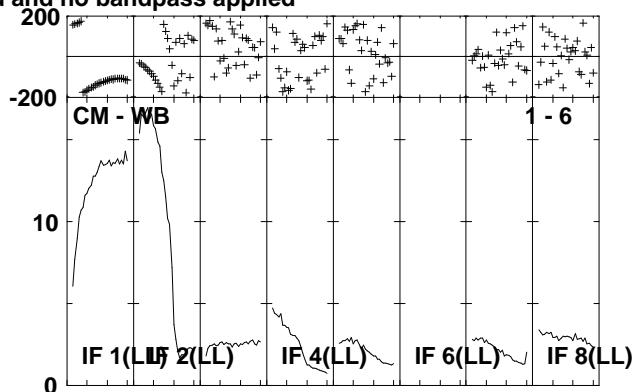 and no bandpass applied
200
-200
CM - WB
1 - 6
10
0
IF 1(LL)
IF 2(LL)
IF 4(LL)
IF 6(LL)
IF 8(LL)